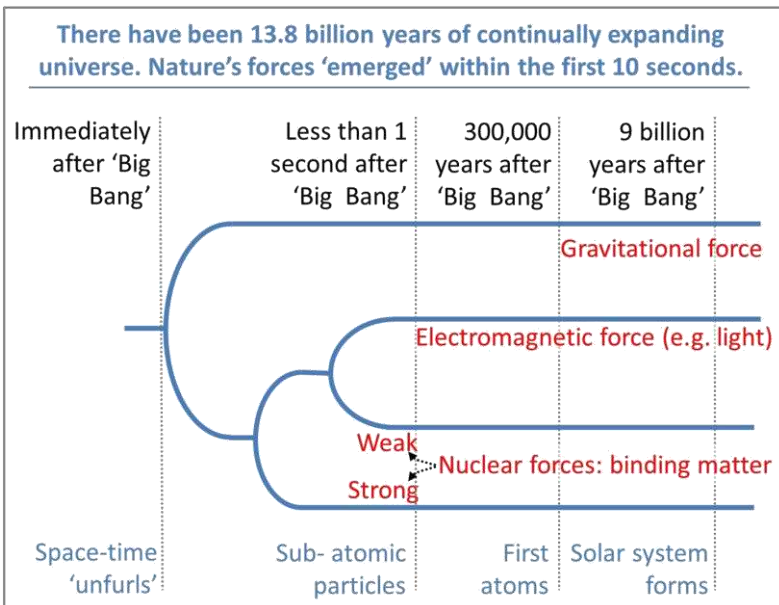 There have been 13.8 billion years of continually expanding
universe. Nature's forces 'emerged' within the first 10 seconds.
Immediately
after 'Big
Bang'
Less than 1
second after
'Big Bang'
300,000
years after
'Big Bang'
9 billion
years after
'Big Bang'
Gravitational force
Electromagnetic force (e.g. light)
Weak
Nuclear forces: binding matter
Strong
Space-time
'unfurls'
Sub- atomic
particles
First
atoms
Solar system
forms